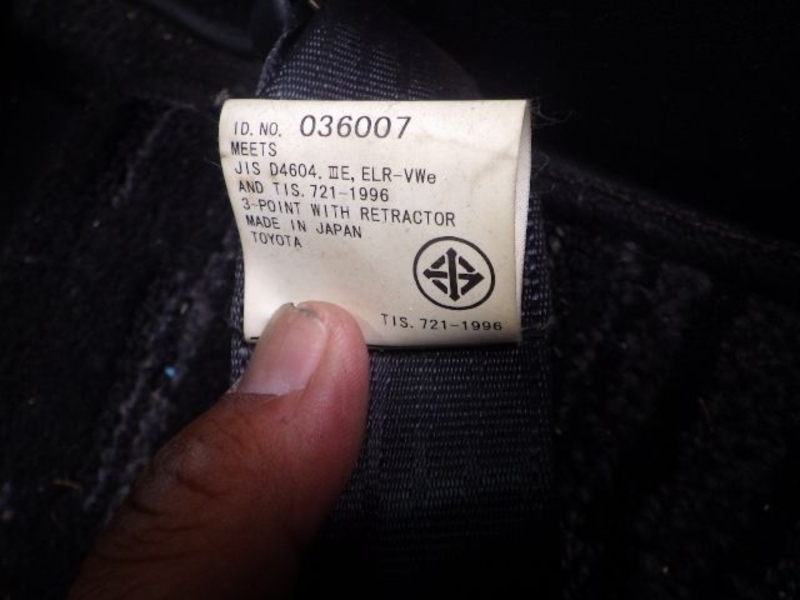 ID. NO. 036007
MEETS
JIS D4604. ⅢE, ELR-VWe
AND TIS. 721-1996
3-POINT WITH RETRACTOR
MADE IN JAPAN
TOYOTA
TIS. 721-1996